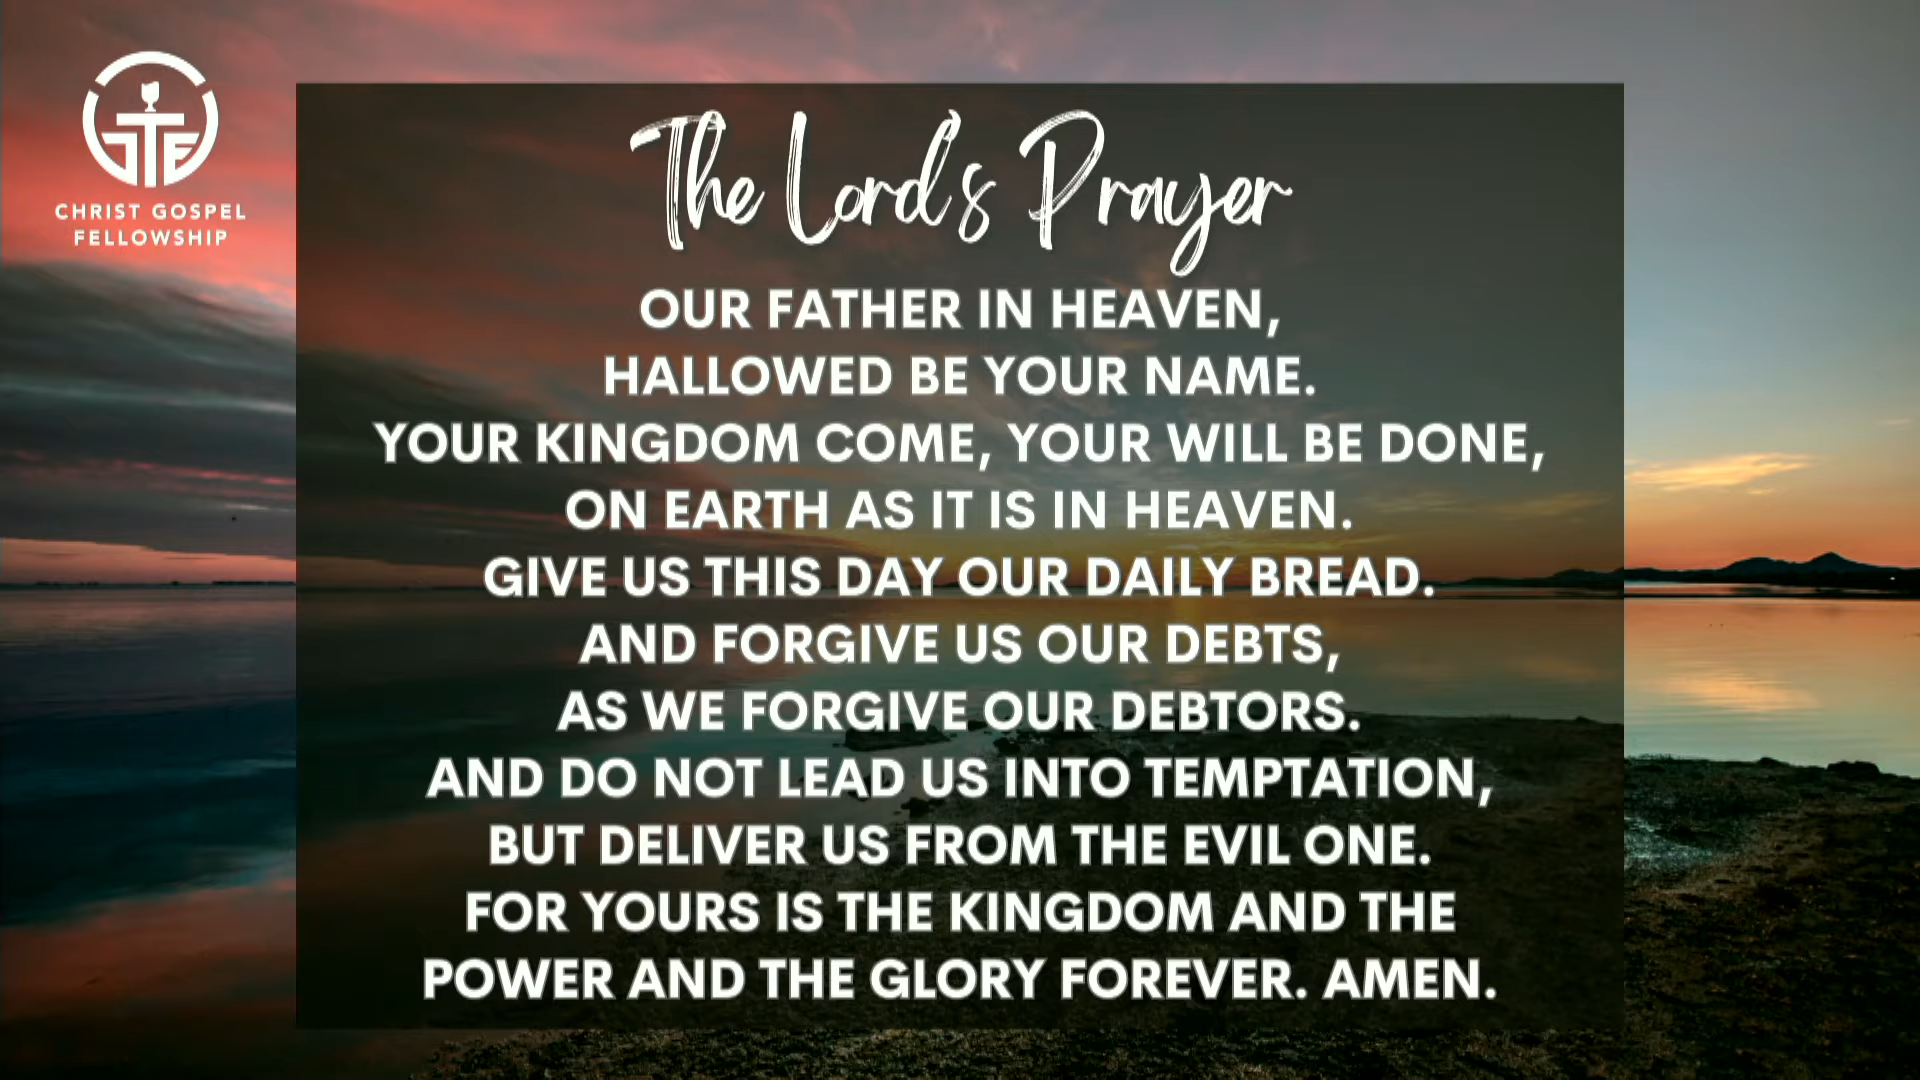 CHRIST GOSPEL
FELLOWSHIP
The Lord's Prayer
OUR FATHER IN HEAVEN,
HALLOWED BE YOUR NAME.
YOUR KINGDOM COME, YOUR WILL BE DONE,
ON EARTH AS IT IS IN HEAVEN.
GIVE US THIS DAY OUR DAILY BREAD.
AND FORGIVE US OUR DEBTS,
AS WE FORGIVE OUR DEBTORS.
AND DO NOT LEAD US INTO TEMPTATION,
BUT DELIVER US FROM THE EVIL ONE.
FOR YOURS IS THE KINGDOM AND THE
POWER AND THE GLORY FOREVER. AMEN.